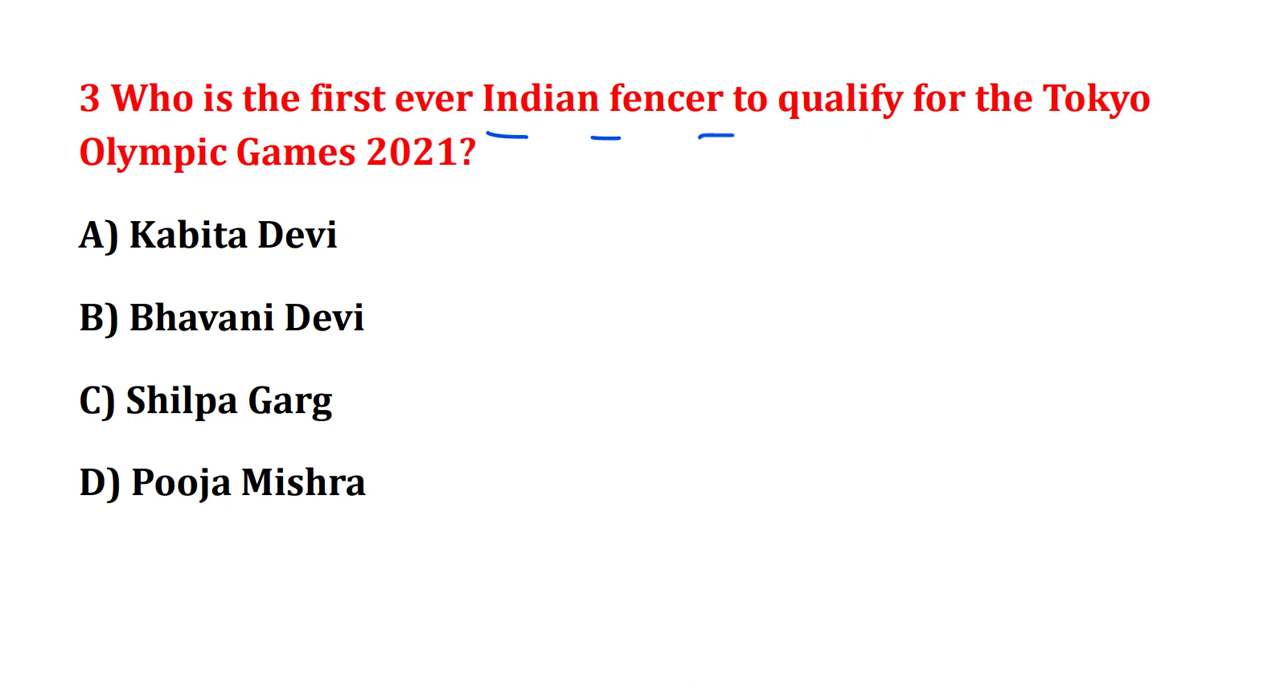 3 Who is the first ever Indian fencer to qualify for the Tokyo
Olympic Games 2021?
A) Kabita Devi
B) Bhavani Devi
C) Shilpa Garg
D) Pooja Mishra